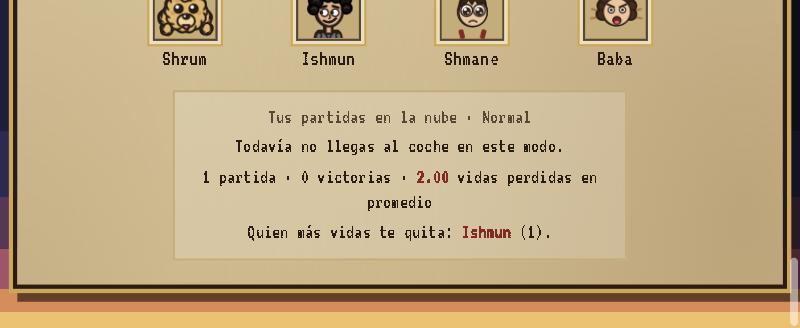 Shrum Ishmun Shmane Baba
Tus partidas en la nube · Normal
Todavía no llegas al coche en este modo.
1 partida · 0 victorias · 2.00 vidas perdidas en
promedio
Quien más vidas te quita: Ishmun (1).